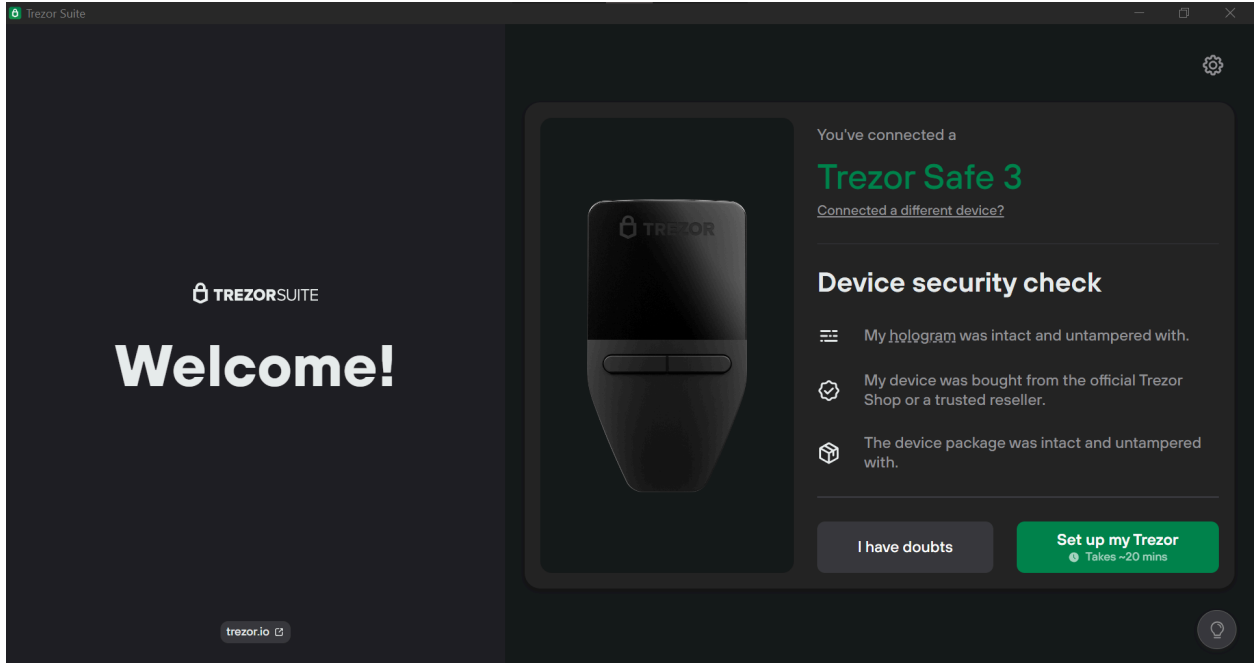 Trezor Suite
TREZORSUITE
Welcome!
trezor.io
TREZOR
You've connected a
Trezor Safe 3
Connected a different device?
Device security check
My hologram was intact and untampered with.
My device was bought from the official Trezor
Shop or a trusted reseller.
The device package was intact and untampered
with.
I have doubts
Set up my Trezor
Takes ~20 mins